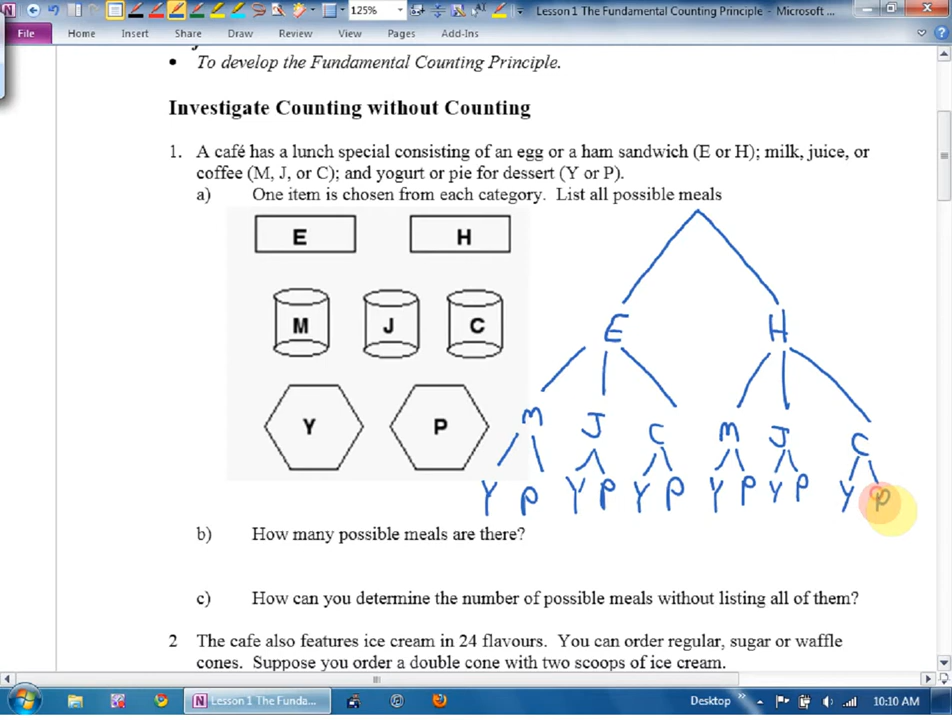 125%
Lesson 1 The Fundamental Counting Principle - Microsoft ...
File Home Insert Share Draw Review View Pages Add-Ins
• To develop the Fundamental Counting Principle.
Investigate Counting without Counting
1. A café has a lunch special consisting of an egg or a ham sandwich (E or H); milk, juice, or
coffee (M, J, or C); and yogurt or pie for dessert (Y or P).
a) One item is chosen from each category. List all possible meals
E H
M J C
Y P
E H
M J C M J C
Y P Y P Y P Y P Y P Y P
b) How many possible meals are there?
c) How can you determine the number of possible meals without listing all of them?
2 The cafe also features ice cream in 24 flavours. You can order regular, sugar or waffle
cones. Suppose you order a double cone with two scoops of ice cream.
Lesson 1 The Funda...
Desktop
10:10 AM